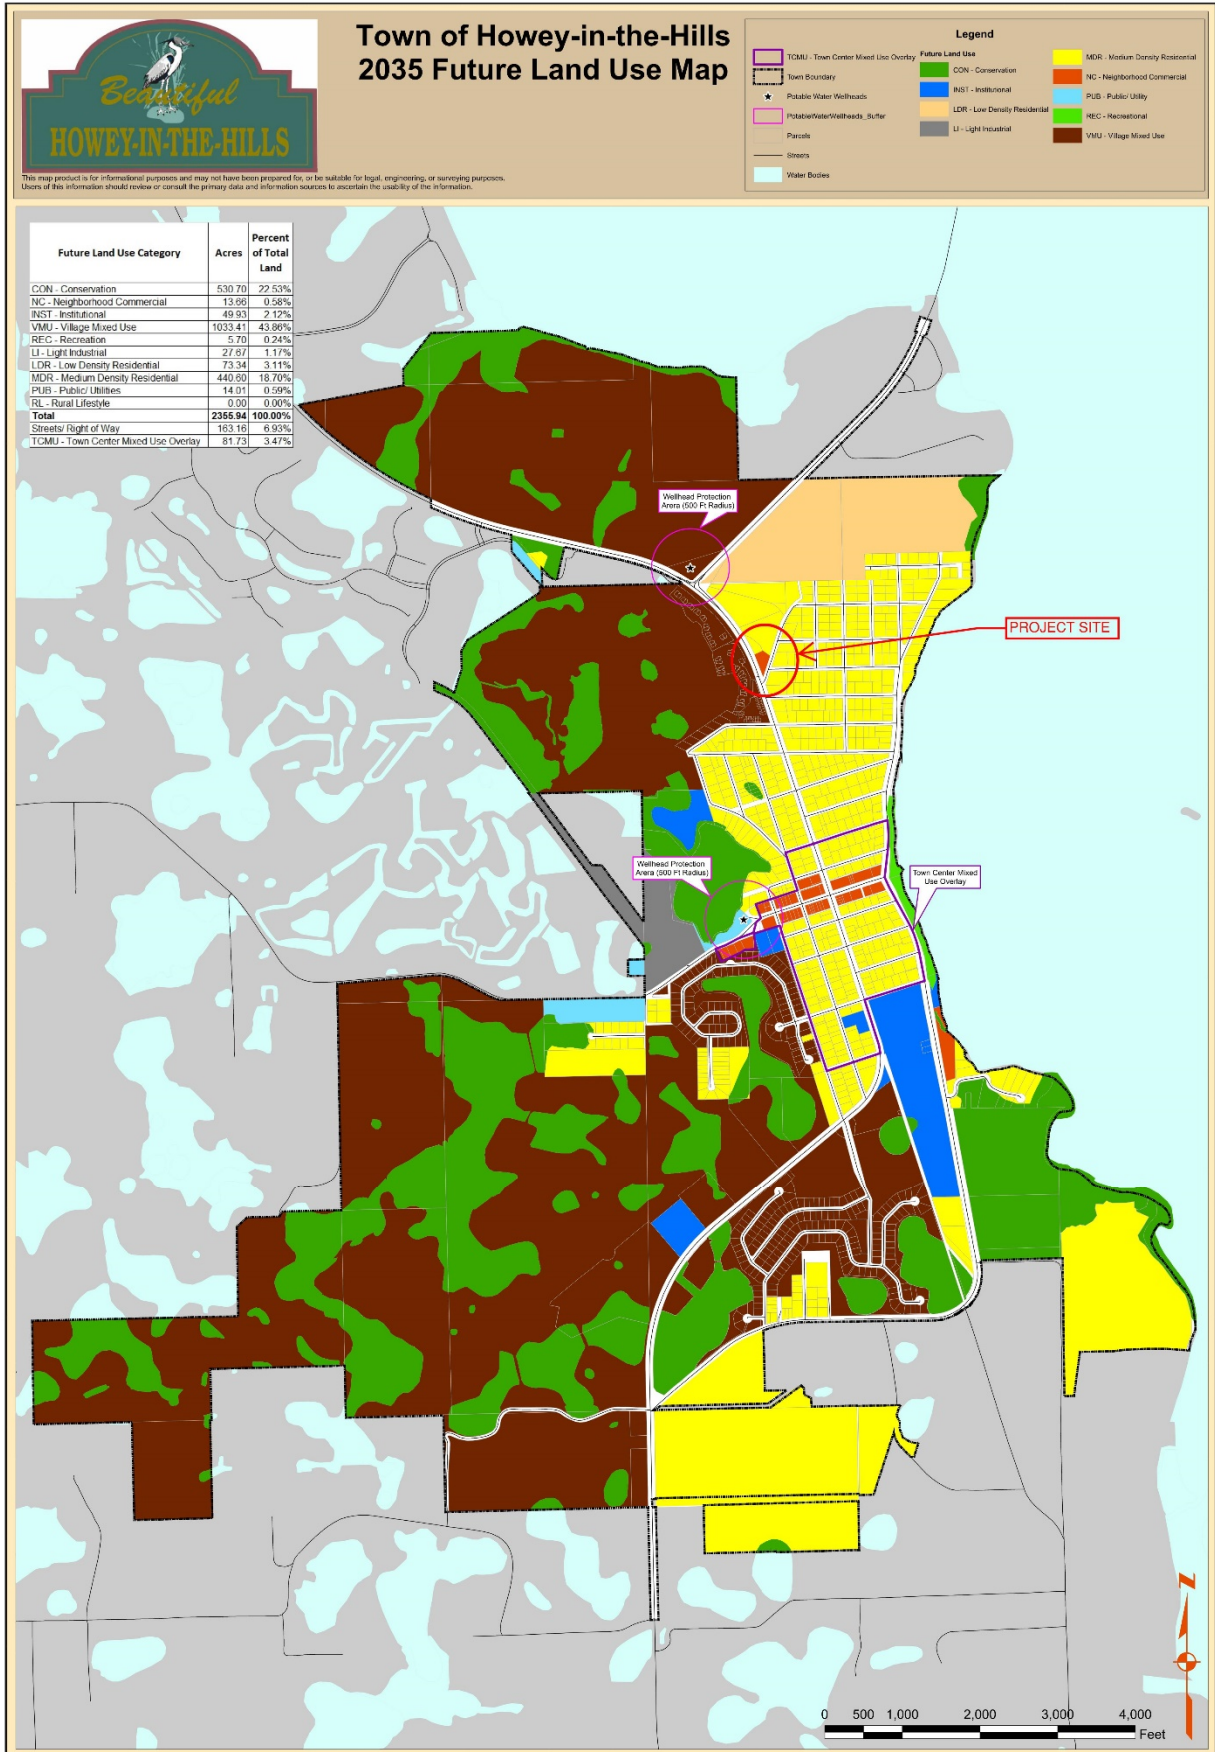 Beautiful
HOWEY-IN-THE-HILLS
Town of Howey-in-the-Hills
2035 Future Land Use Map
This map product is for informational purposes and may not have been prepared for, or be suitable for legal, engineering, or surveying purposes.
Users of this information should review or consult the primary data and information sources to ascertain the usability of the information.
Legend
TCMU - Town Center Mixed Use Overlay
Town Boundary
Potable Water Wellheads
PotableWaterWellheads_Buffer
Parcels
Streets
Water Bodies
Future Land Use
CON - Conservation
INST - Institutional
LDR - Low Density Residential
LI - Light Industrial
MDR - Medium Density Residential
NC - Neighborhood Commercial
PUB - Public/ Utility
REC - Recreational
VMU - Village Mixed Use
Future Land Use Category Acres Percent of Total Land
CON - Conservation 530.70 22.53%
NC - Neighborhood Commercial 13.66 0.58%
INST - Institutional 49.93 2.12%
VMU - Village Mixed Use 1033.41 43.86%
REC - Recreation 5.70 0.24%
LI - Light Industrial 27.67 1.17%
LDR - Low Density Residential 73.34 3.11%
MDR - Medium Density Residential 440.60 18.70%
PUB - Public/ Utilities 14.01 0.59%
RL - Rural Lifestyle 0.00 0.00%
Total 2355.94 100.00%
Streets/ Right of Way 163.16 6.93%
TCMU - Town Center Mixed Use Overlay 81.73 3.47%
Wellhead Protection
Arera (500 Ft Radius)
PROJECT SITE
Wellhead Protection
Arera (500 Ft Radius)
Town Center Mixed
Use Overlay
Z
0 500 1,000 2,000 3,000 4,000
Feet